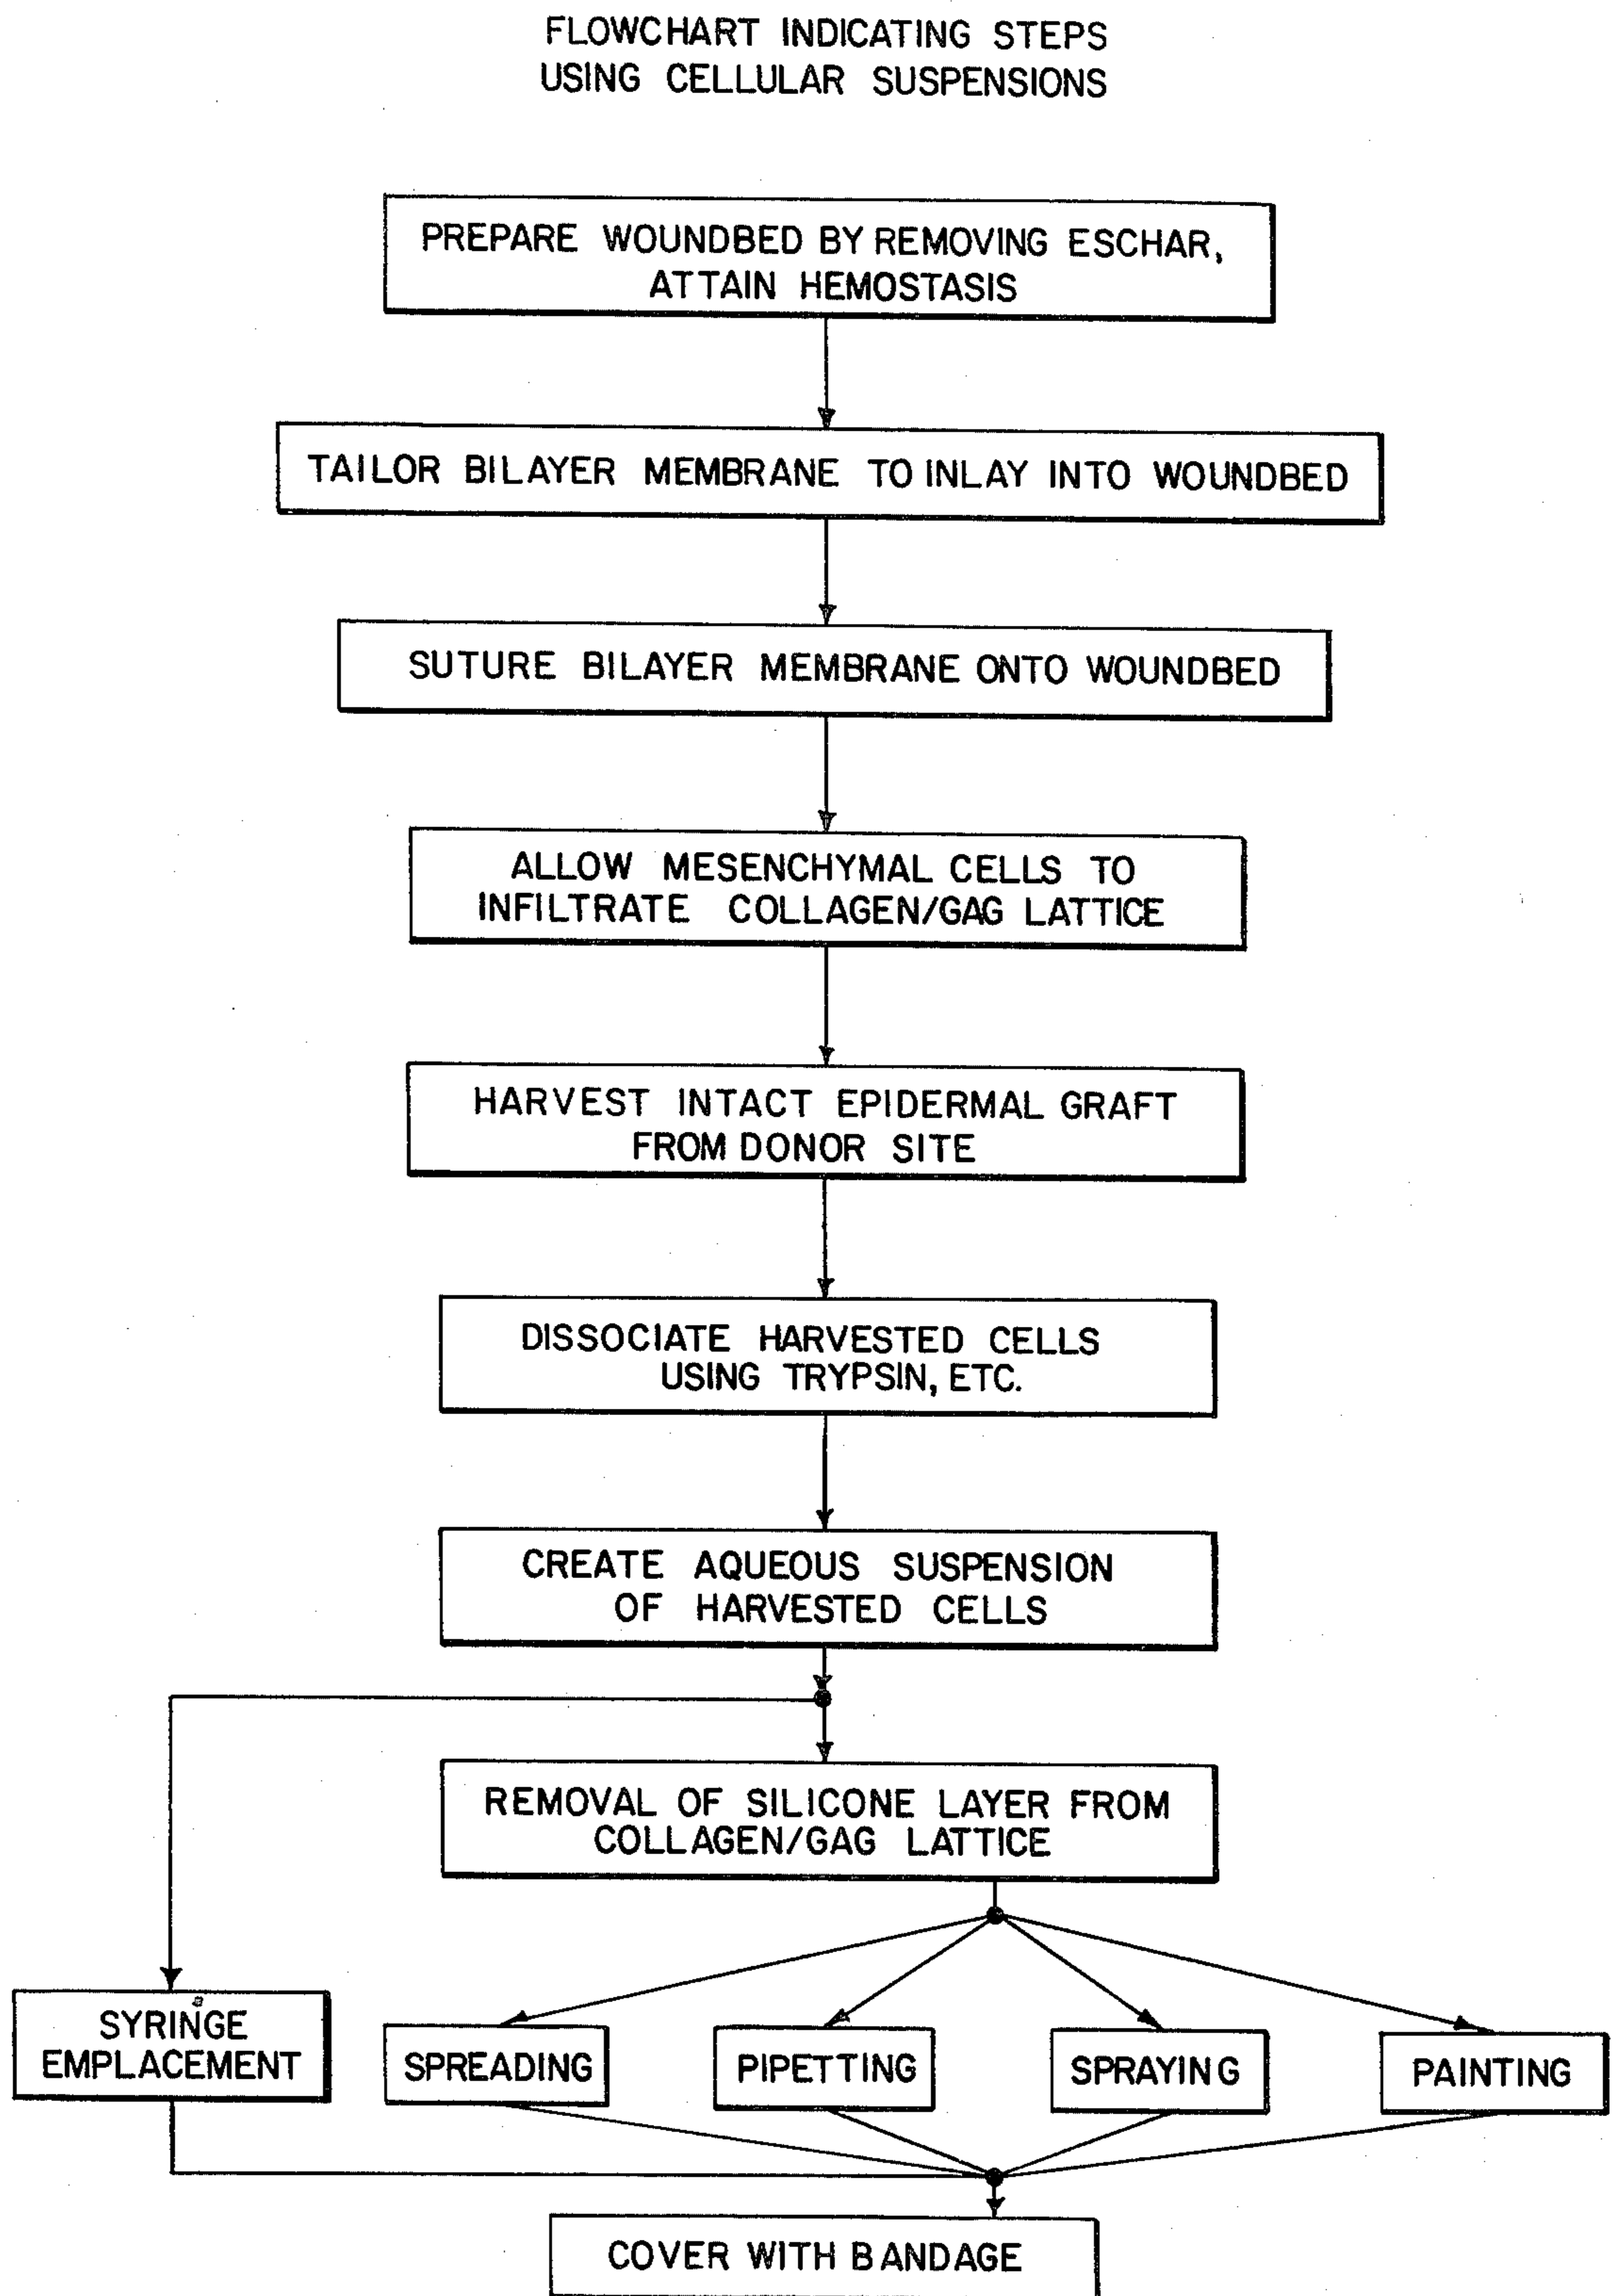 FLOWCHART INDICATING STEPS
USING CELLULAR SUSPENSIONS
PREPARE WOUNDBED BY REMOVING ESCHAR,
ATTAIN HEMOSTASIS
TAILOR BILAYER MEMBRANE TO INLAY INTO WOUNDBED
SUTURE BILAYER MEMBRANE ONTO WOUNDBED
ALLOW MESENCHYMAL CELLS TO
INFILTRATE COLLAGEN/GAG LATTICE
HARVEST INTACT EPIDERMAL GRAFT
FROM DONOR SITE
DISSOCIATE HARVESTED CELLS
USING TRYPSIN, ETC.
CREATE AQUEOUS SUSPENSION
OF HARVESTED CELLS
REMOVAL OF SILICONE LAYER FROM
COLLAGEN/GAG LATTICE
SYRINGE
EMPLACEMENT
SPREADING
PIPETTING
SPRAYING
PAINTING
COVER WITH BANDAGE